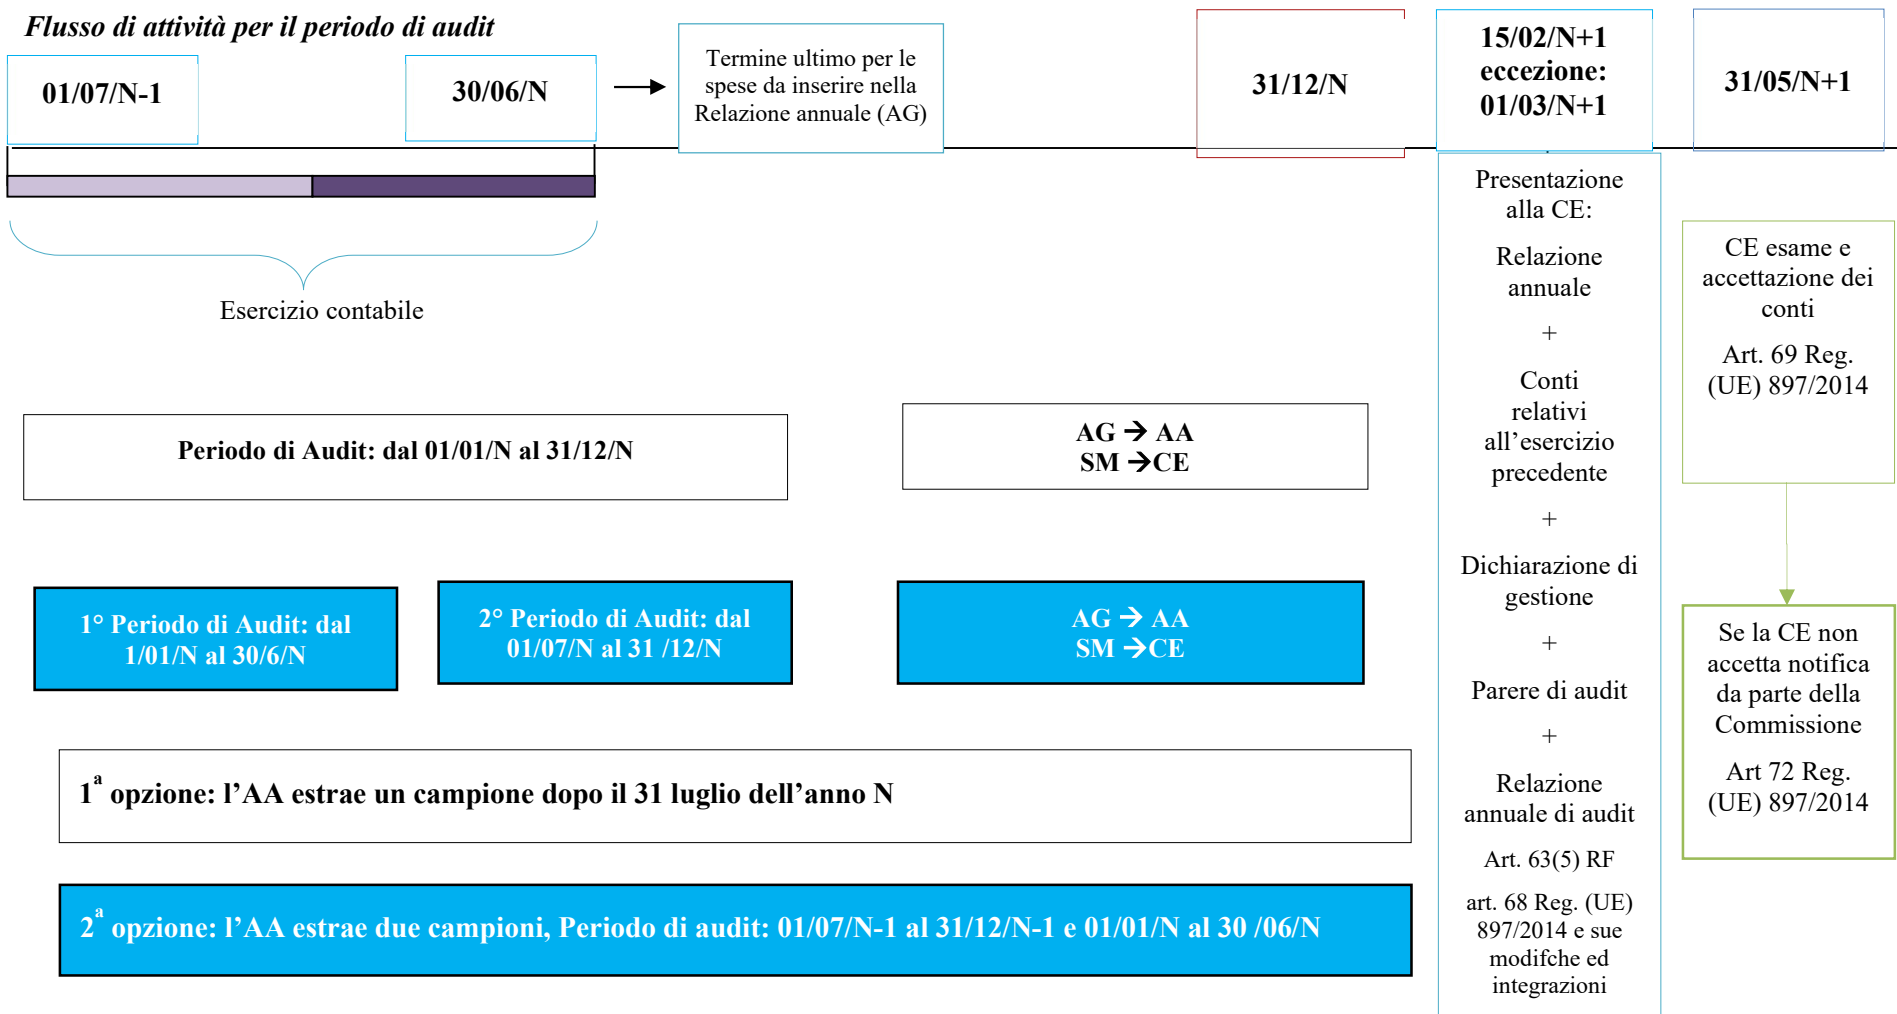 Flusso di attività per il periodo di audit
01/07/N-1
30/06/N
Termine ultimo per le
spese da inserire nella
Relazione annuale (AG)
31/12/N
15/02/N+1
eccezione:
01/03/N+1
31/05/N+1
Esercizio contabile
Presentazione
alla CE:
Relazione
annuale
+
Conti
relativi
all’esercizio
precedente
+
Dichiarazione di
gestione
+
Parere di audit
+
Relazione
annuale di audit
Art. 63(5) RF
art. 68 Reg. (UE)
897/2014 e sue
modifche ed
integrazioni
CE esame e
accettazione dei
conti
Art. 69 Reg.
(UE) 897/2014
Se la CE non
accetta notifica
da parte della
Commissione
Art 72 Reg.
(UE) 897/2014
Periodo di Audit: dal 01/01/N al 31/12/N
AG → AA
SM →CE
1° Periodo di Audit: dal
1/01/N al 30/6/N
2° Periodo di Audit: dal
01/07/N al 31 /12/N
AG → AA
SM →CE
1ª opzione: l’AA estrae un campione dopo il 31 luglio dell’anno N
2ª opzione: l’AA estrae due campioni, Periodo di audit: 01/07/N-1 al 31/12/N-1 e 01/01/N al 30 /06/N